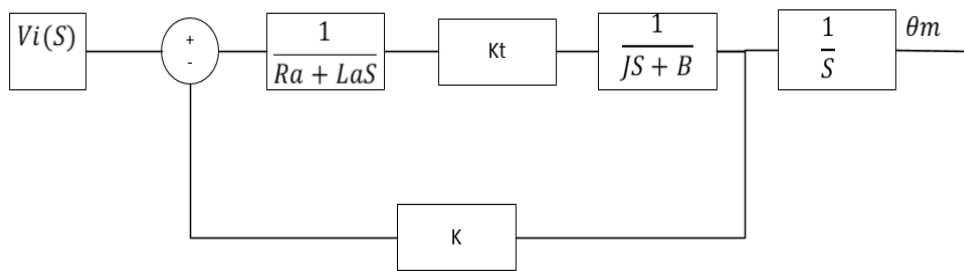 Vi(S)
+
-
1
Ra + LaS
Kt
1
JS + B
1
S
θm
K